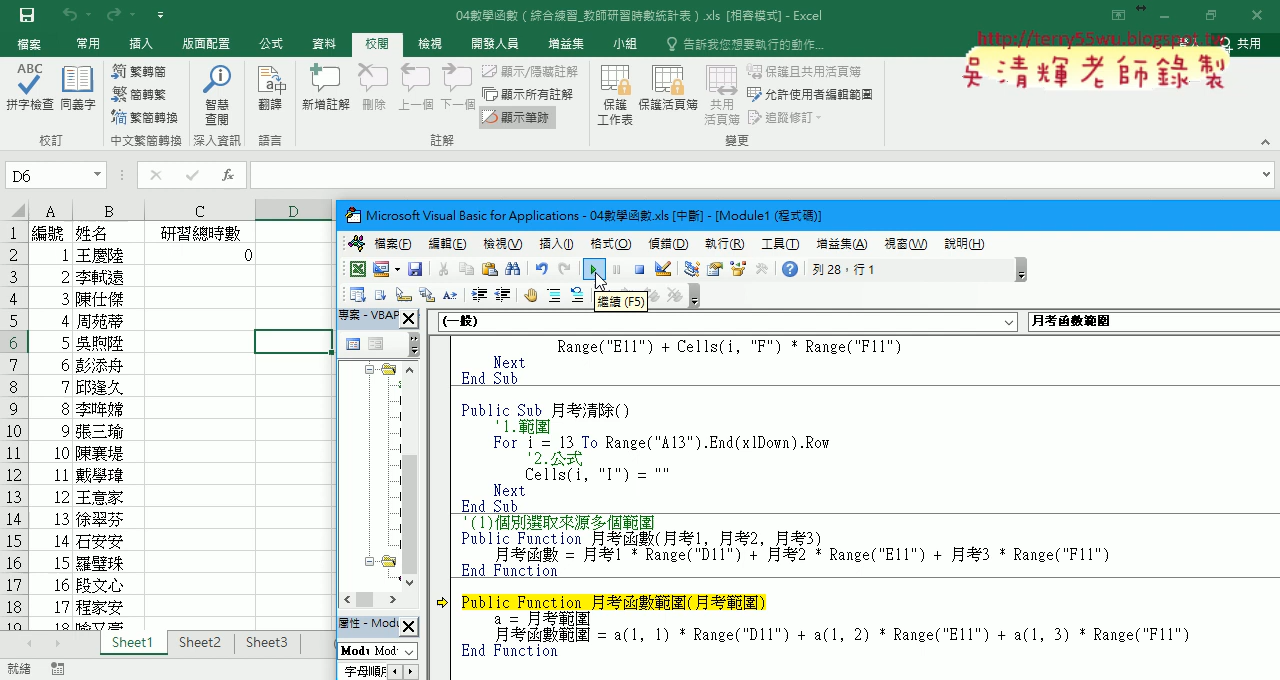 04數學函數（綜合練習_教師研習時數統計表）.xls [相容模式] - Excel
檔案 常用 插入 版面配置 公式 資料 校閱 檢視 開發人員 增益集 小組 告訴我您想要執行的動作... 登入 共用
http://terry55wu.blogspot.tw
吳清輝老師錄製
ABC 繁轉簡 顯示/隱藏註解 保護且共用活頁簿
簡轉繁 顯示所有註解 允許使用者編輯範圍
拼字檢查 同義字 繁簡轉換 智慧查閱 翻譯 新增註解 刪除 上一個 下一個 顯示筆跡 保護工作表 保護活頁簿 共用活頁簿 追蹤修訂
校訂 中文繁簡轉換 深入資訊 語言 註解 變更
D6 fx
A B C D
1 編號 姓名 研習總時數
2 1 王慶陸 0
3 2 李毓遠
4 3 陳仕傑
5 4 周苑蒂
6 5 吳煦陞
7 6 彭添舟
8 7 邱逢久
9 8 李
10 9 張三瑜
11 10 陳襄堤
12 11 戴學瑋
13 12 王意家
14 13 徐翠芬
15 14 石安安
16 15 羅璧珠
17 16 段文心
18 17 程家安
19 18
Sheet1 Sheet2 Sheet3
就緒
Microsoft Visual Basic for Applications - 04數學函數.xls [中斷] - [Module1 (程式碼)]
檔案(F) 編輯(E) 檢視(V) 插入(I) 格式(O) 偵錯(D) 執行(R) 工具(T) 增益集(A) 視窗(W) 說明(H)
列 28，行 1
繼續 (F5)
專案 - VBAP
(一般) 月考函數範圍
Range("E11") + Cells(i, "F") * Range("F11")
Next
End Sub
Public Sub 月考清除()
'1.範圍
For i = 13 To Range("A13").End(xlDown).Row
'2.公式
Cells(i, "I") = ""
Next
End Sub
'(1)個別選取來源多個範圍
Public Function 月考函數(月考1, 月考2, 月考3)
月考函數 = 月考1 * Range("D11") + 月考2 * Range("E11") + 月考3 * Range("F11")
End Function
Public Function 月考函數範圍(月考範圍)
a = 月考範圍
月考函數範圍 = a(1, 1) * Range("D11") + a(1, 2) * Range("E11") + a(1, 3) * Range("F11")
End Function
屬性 - Modu
Modu Mod
字母順序